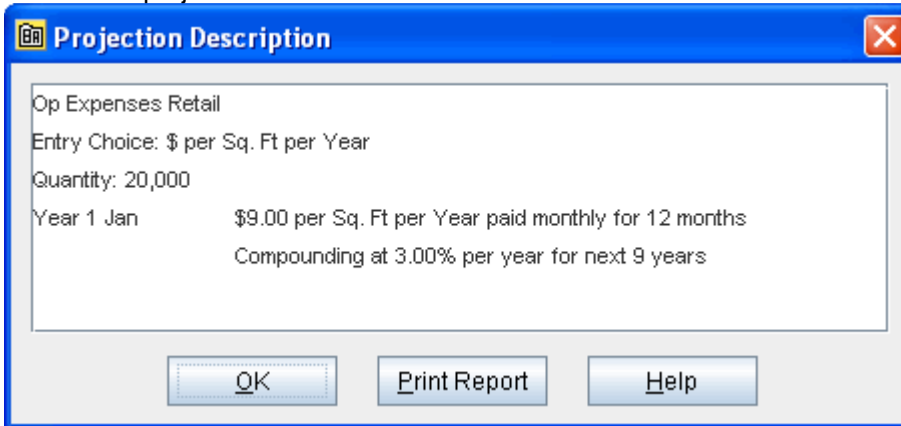 Projection Description
Op Expenses Retail
Entry Choice: $ per Sq. Ft per Year
Quantity: 20,000
Year 1 Jan $9.00 per Sq. Ft per Year paid monthly for 12 months
Compounding at 3.00% per year for next 9 years
OK Print Report Help